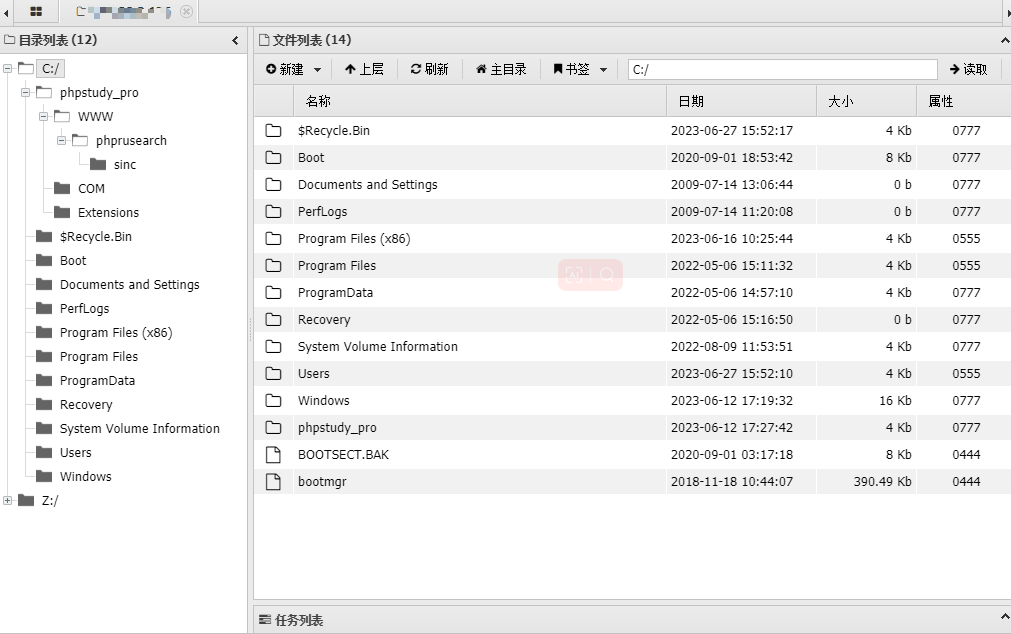 目录列表 (12)
C:/
phpstudy_pro
WWW
phprusearch
sinc
COM
Extensions
$Recycle.Bin
Boot
Documents and Settings
PerfLogs
Program Files (x86)
Program Files
ProgramData
Recovery
System Volume Information
Users
Windows
Z:/
文件列表 (14)
新建 上层 刷新 主目录 书签 C:/ 读取
名称 日期 大小 属性
$Recycle.Bin 2023-06-27 15:52:17 4 Kb 0777
Boot 2020-09-01 18:53:42 8 Kb 0777
Documents and Settings 2009-07-14 13:06:44 0 b 0777
PerfLogs 2009-07-14 11:20:08 0 b 0777
Program Files (x86) 2023-06-16 10:25:44 4 Kb 0555
Program Files 2022-05-06 15:11:32 4 Kb 0555
ProgramData 2022-05-06 14:57:10 4 Kb 0777
Recovery 2022-05-06 15:16:50 0 b 0777
System Volume Information 2022-08-09 11:53:51 4 Kb 0777
Users 2023-06-27 15:52:10 4 Kb 0555
Windows 2023-06-12 17:19:32 16 Kb 0777
phpstudy_pro 2023-06-12 17:27:42 4 Kb 0777
BOOTSECT.BAK 2020-09-01 03:17:18 8 Kb 0444
bootmgr 2018-11-18 10:44:07 390.49 Kb 0444
AI
任务列表